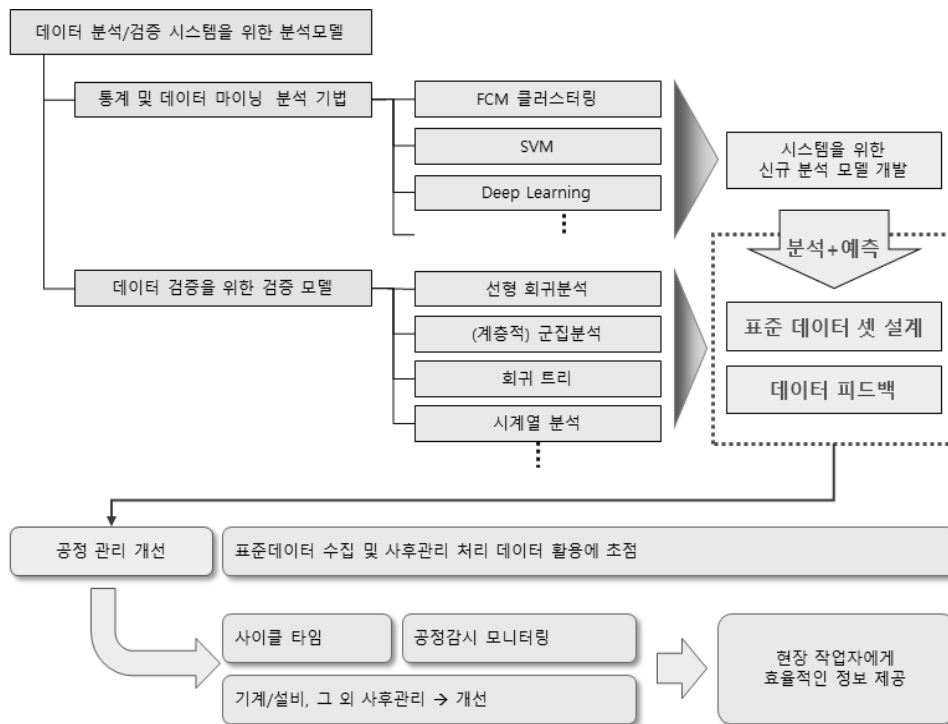 데이터 분석/검증 시스템을 위한 분석모델
통계 및 데이터 마이닝 분석 기법
FCM 클러스터링
SVM
Deep Learning
시스템을 위한
신규 분석 모델 개발
분석+예측
데이터 검증을 위한 검증 모델
선형 회귀분석
(계층적) 군집분석
회귀 트리
시계열 분석
표준 데이터 셋 설계
데이터 피드백
공정 관리 개선
표준데이터 수집 및 사후관리 처리 데이터 활용에 초점
사이클 타임
공정감시 모니터링
기계/설비, 그 외 사후관리 → 개선
현장 작업자에게
효율적인 정보 제공